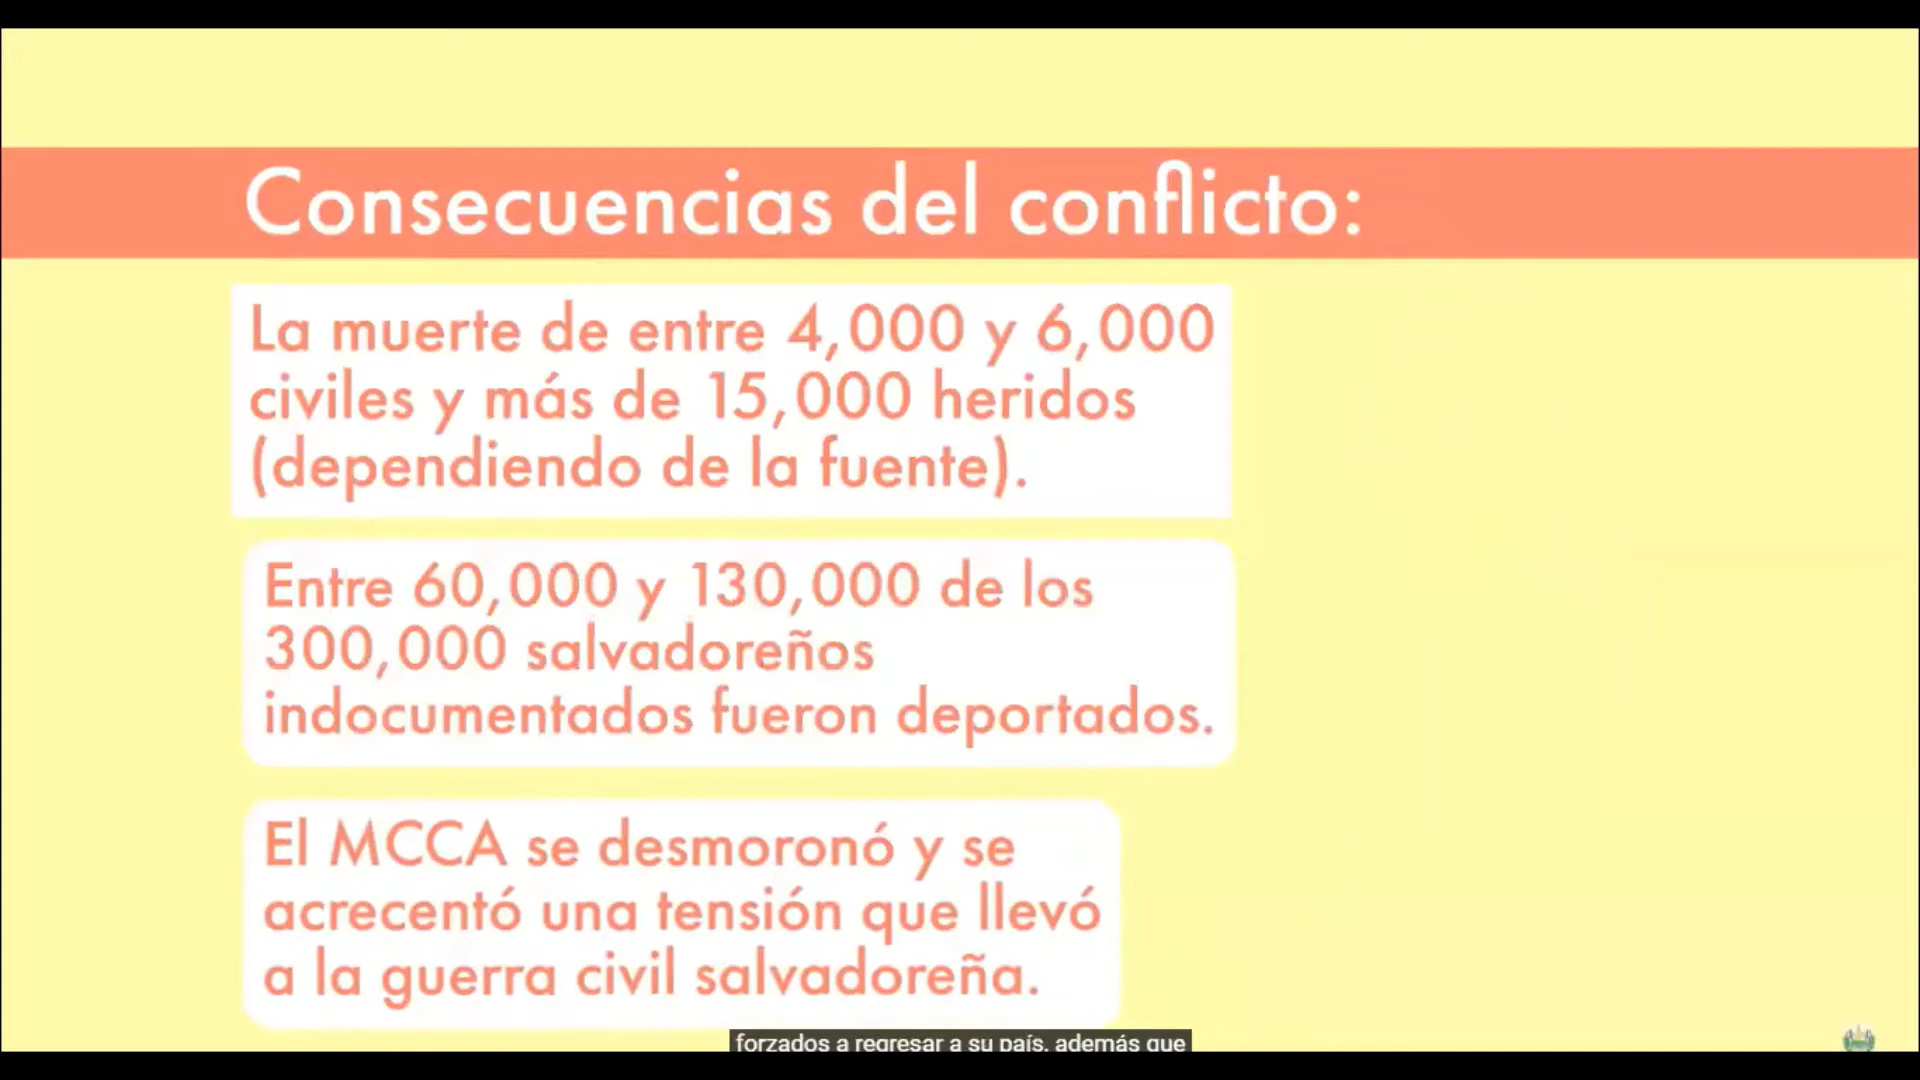 Consecuencias del conflicto:
La muerte de entre 4,000 y 6,000
civiles y más de 15,000 heridos
(dependiendo de la fuente).
Entre 60,000 y 130,000 de los
300,000 salvadoreños
indocumentados fueron deportados.
El MCCA se desmoronó y se
acrecentó una tensión que llevó
a la guerra civil salvadoreña.
forzados a regresar a su país, además que